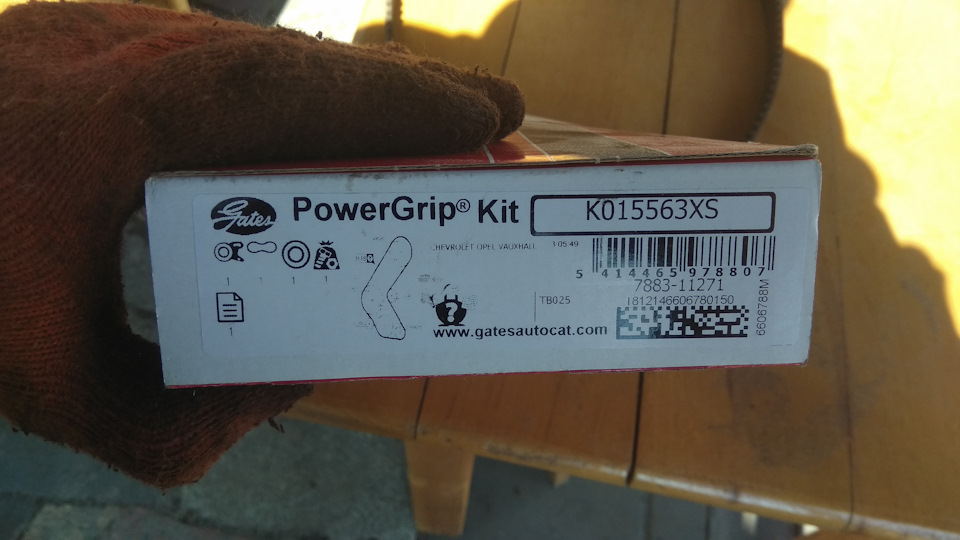 Gates PowerGrip® Kit K015563XS
CHEVROLET OPEL VAUXHALL 3:05:49
1 1 1 1
5 414465 978807
7883-11271
TB025 1812146606780150
?
1
www.gatesautocat.com
6606788M